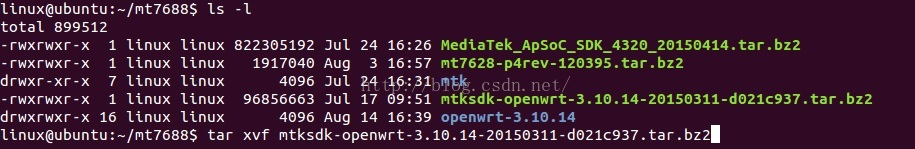 linux@ubuntu:~/mt7688$ ls -l
total 899512
-rwxrwxr-x 1 linux linux 822305192 Jul 24 16:26 MediaTek_ApSoC_SDK_4320_20150414.tar.bz2
-rwxrwxr-x 1 linux linux 1917040 Aug 3 16:57 mt7628-p4rev-120395.tar.bz2
drwxr-xr-x 7 linux linux 4096 Jul 24 16:31 mtk
http://blog.csdn.net/
-rwxrwxr-x 1 linux linux 96856663 Jul 17 09:51 mtksdk-openwrt-3.10.14-20150311-d021c937.tar.bz2
drwxrwxr-x 16 linux linux 4096 Aug 14 16:39 openwrt-3.10.14
linux@ubuntu:~/mt7688$ tar xvf mtksdk-openwrt-3.10.14-20150311-d021c937.tar.bz2